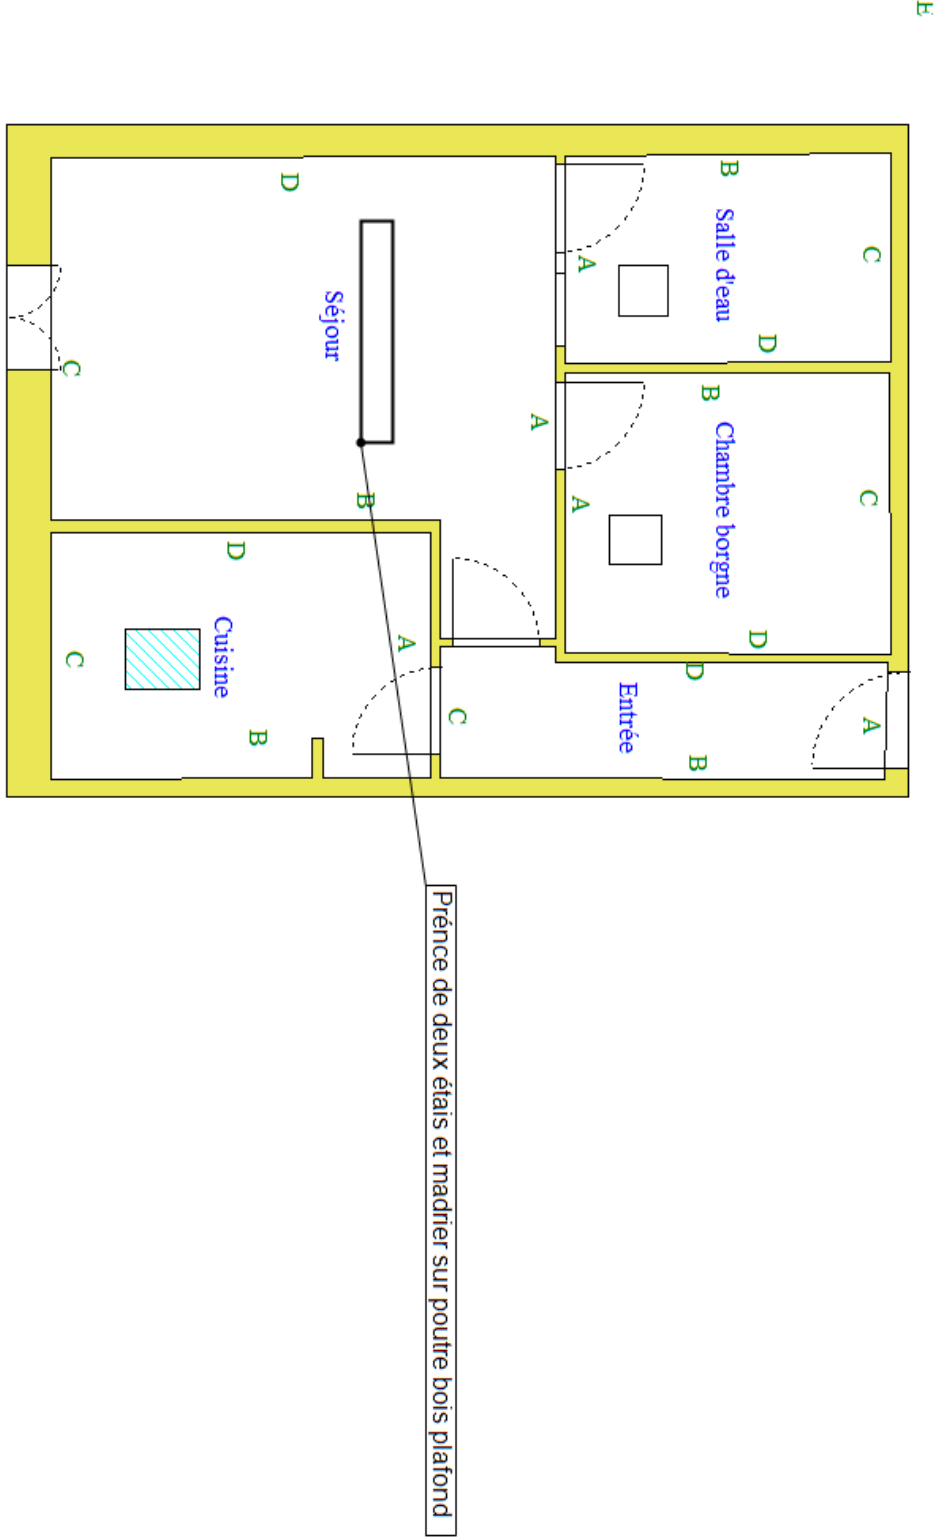 E
C
B
Salle d'eau
A
D
C
B
Chambre borgne
A
D
D
Séjour
A
B
C
A
D
Entrée
B
C
D
A
Cuisine
C
B
Prénce de deux étais et madrier sur poutre bois plafond